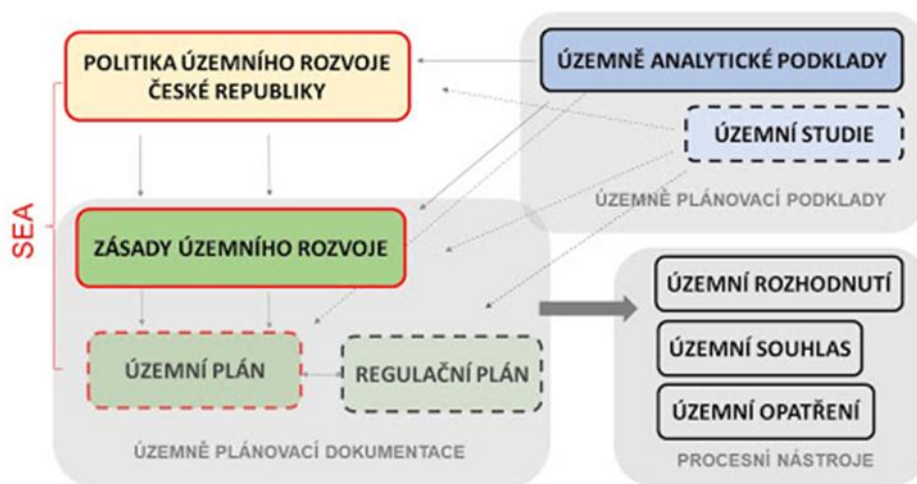 POLITIKA ÚZEMNÍHO ROZVOJE
ČESKÉ REPUBLIKY
ÚZEMNĚ ANALYTICKÉ PODKLADY
ÚZEMNÍ STUDIE
ÚZEMNĚ PLÁNOVACÍ PODKLADY
SEA
ZÁSADY ÚZEMNÍHO ROZVOJE
ÚZEMNÍ PLÁN
REGULAČNÍ PLÁN
ÚZEMNĚ PLÁNOVACÍ DOKUMENTACE
ÚZEMNÍ ROZHODNUTÍ
ÚZEMNÍ SOUHLAS
ÚZEMNÍ OPATŘENÍ
PROCESNÍ NÁSTROJE